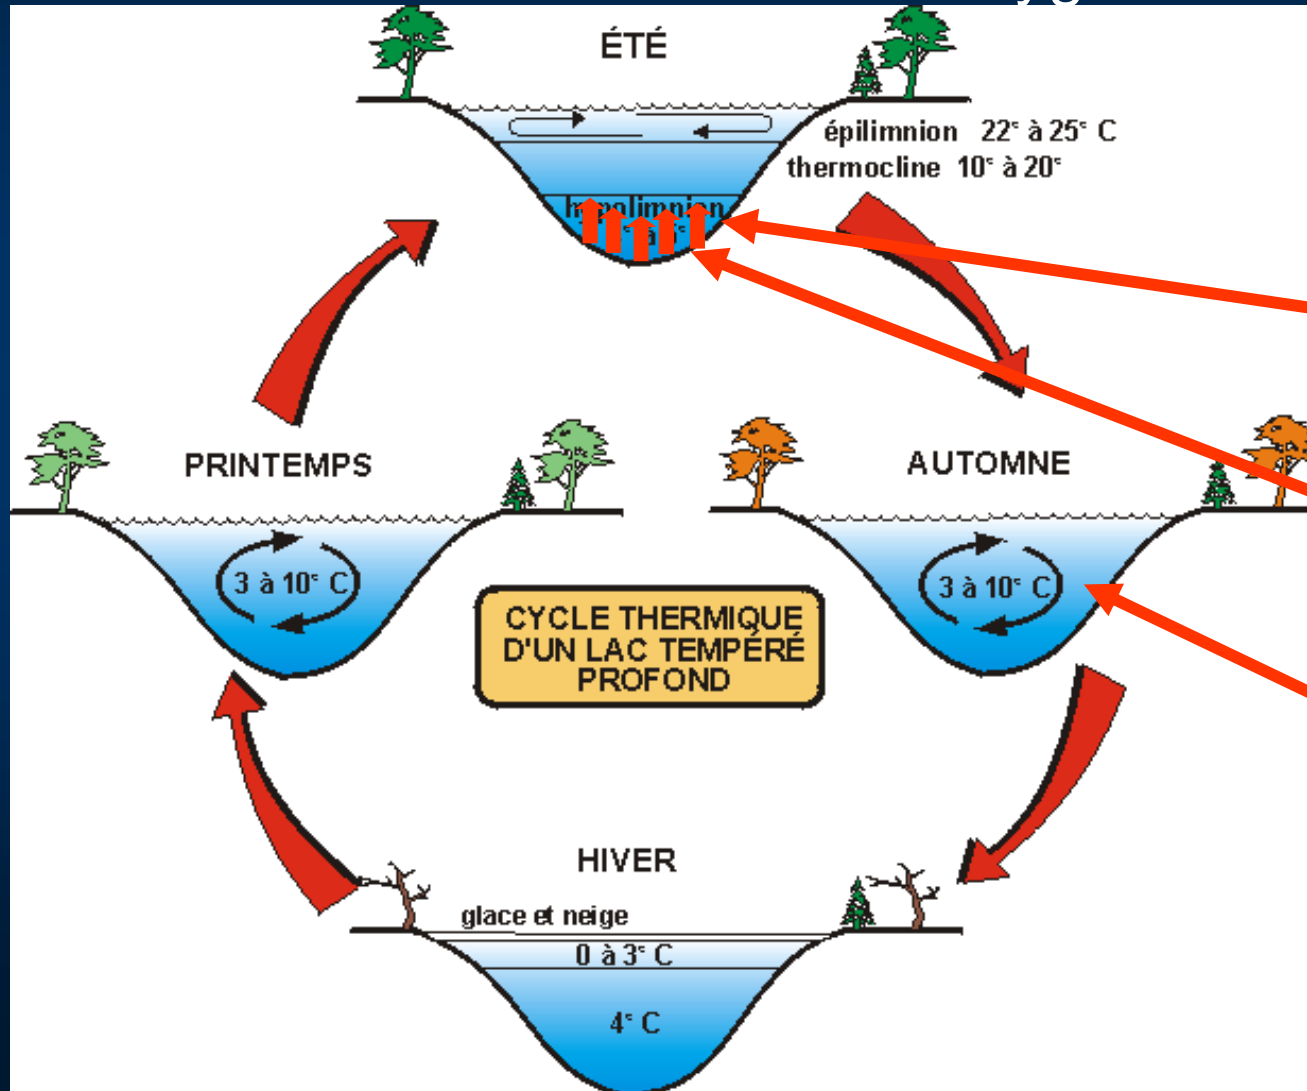 ÉTÉ
épilimnion 22° à 25° C
thermocline 10° à 20°
hypolimnion
à
PRINTEMPS
AUTOMNE
3 à 10° C
3 à 10° C
CYCLE THERMIQUE
D'UN LAC TEMPÉRÉ
PROFOND
HIVER
glace et neige
0 à 3° C
4° C